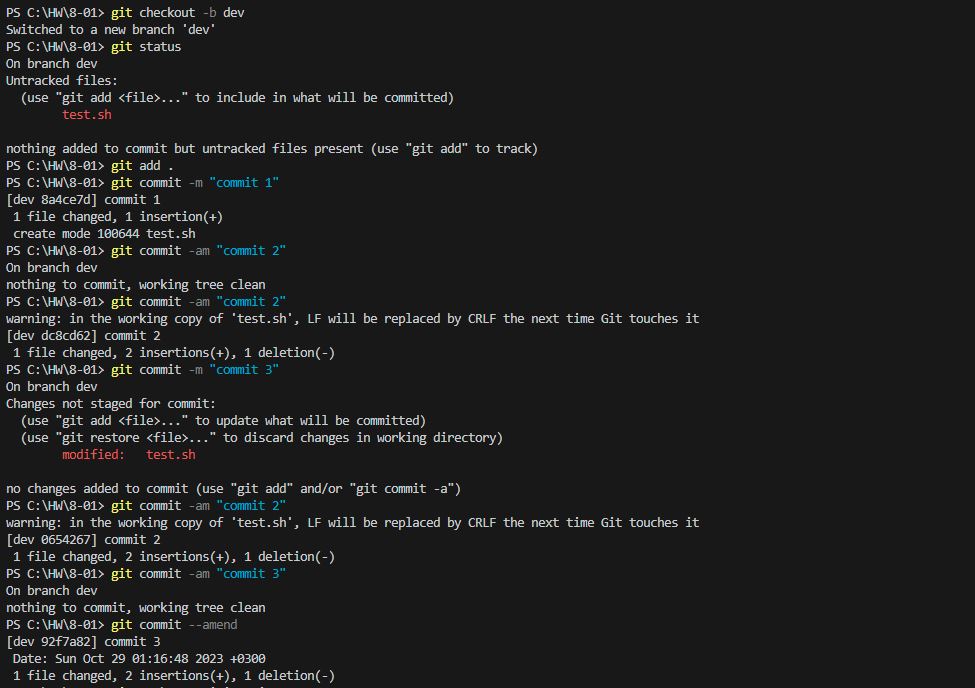 PS C:\HW\8-01> git checkout -b dev
Switched to a new branch 'dev'
PS C:\HW\8-01> git status
On branch dev
Untracked files:
  (use "git add <file>..." to include in what will be committed)
        test.sh

nothing added to commit but untracked files present (use "git add" to track)
PS C:\HW\8-01> git add .
PS C:\HW\8-01> git commit -m "commit 1"
[dev 8a4ce7d] commit 1
 1 file changed, 1 insertion(+)
 create mode 100644 test.sh
PS C:\HW\8-01> git commit -am "commit 2"
On branch dev
nothing to commit, working tree clean
PS C:\HW\8-01> git commit -am "commit 2"
warning: in the working copy of 'test.sh', LF will be replaced by CRLF the next time Git touches it
[dev dc8cd62] commit 2
 1 file changed, 2 insertions(+), 1 deletion(-)
PS C:\HW\8-01> git commit -m "commit 3"
On branch dev
Changes not staged for commit:
  (use "git add <file>..." to update what will be committed)
  (use "git restore <file>..." to discard changes in working directory)
        modified:   test.sh

no changes added to commit (use "git add" and/or "git commit -a")
PS C:\HW\8-01> git commit -am "commit 2"
warning: in the working copy of 'test.sh', LF will be replaced by CRLF the next time Git touches it
[dev 0654267] commit 2
 1 file changed, 2 insertions(+), 1 deletion(-)
PS C:\HW\8-01> git commit -am "commit 3"
On branch dev
nothing to commit, working tree clean
PS C:\HW\8-01> git commit --amend
[dev 92f7a82] commit 3
 Date: Sun Oct 29 01:16:48 2023 +0300
 1 file changed, 2 insertions(+), 1 deletion(-)